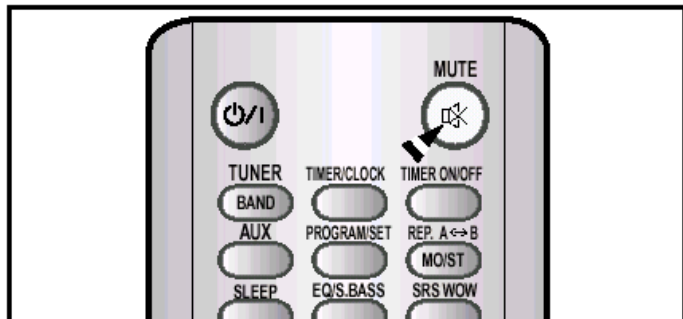 MUTE
⏻/I
TUNER TIMER/CLOCK TIMER ON/OFF
BAND
AUX PROGRAM/SET REP. A↔B
MO/ST
SLEEP EQ/S.BASS SRS WOW